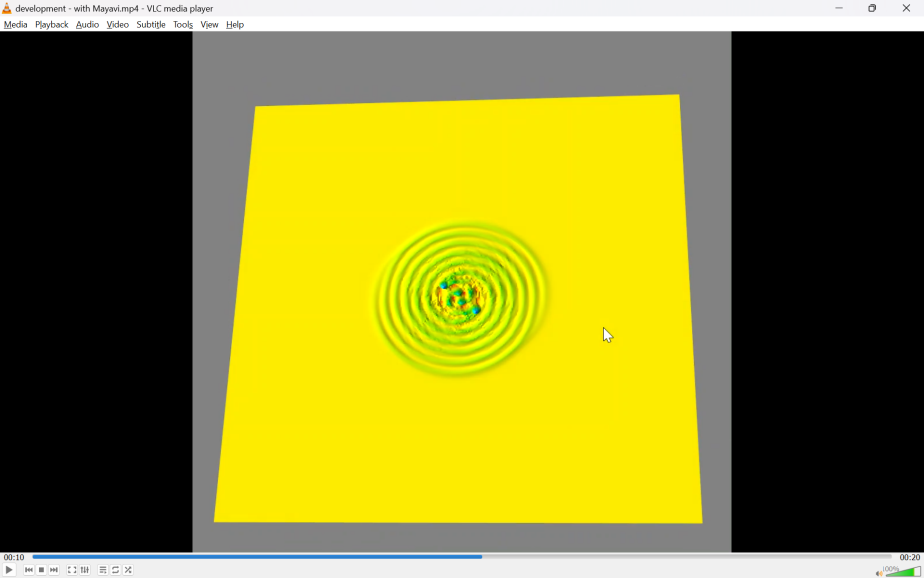 development - with Mayavi.mp4 - VLC media player
Media Playback Audio Video Subtitle Tools View Help
00:10 00:20
100%